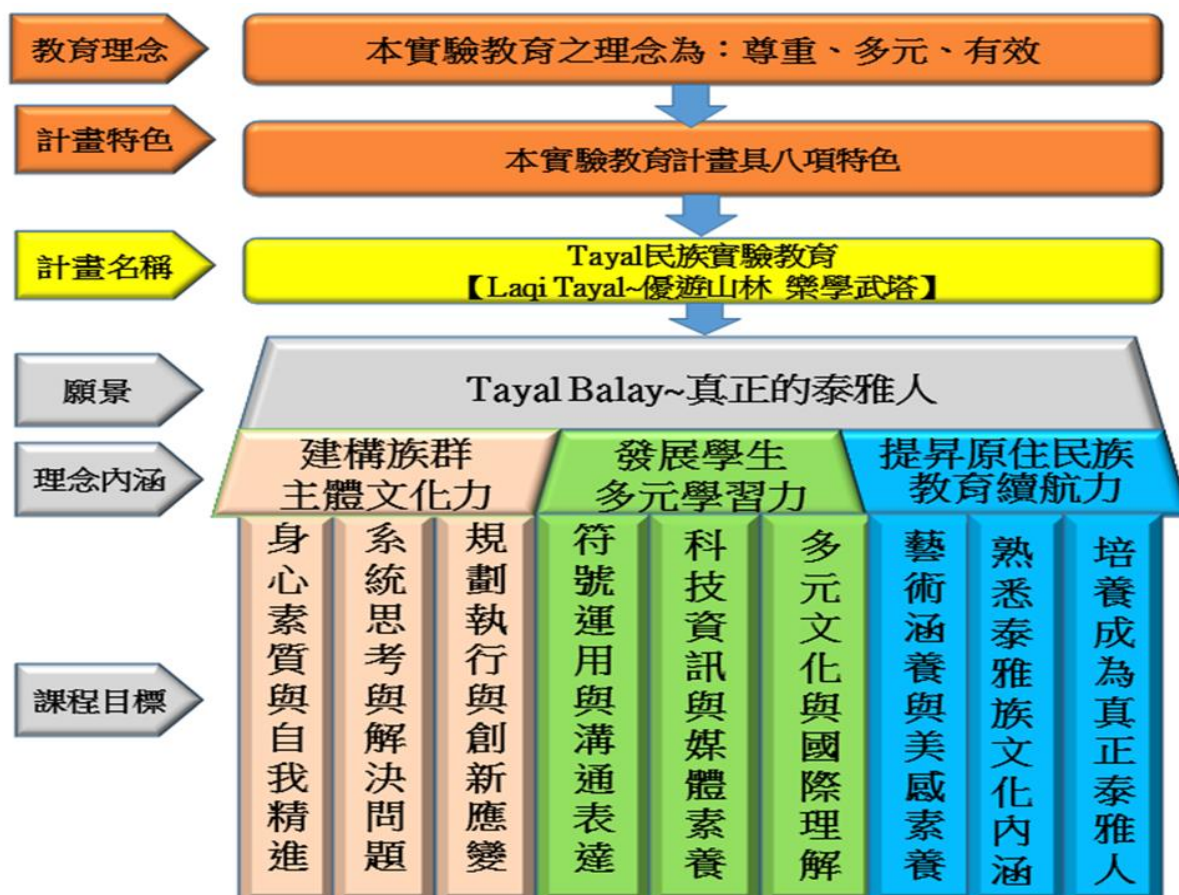 教育理念
本實驗教育之理念為：尊重、多元、有效
計畫特色
本實驗教育計畫具八項特色
計畫名稱
Tayal民族實驗教育
【Laqi Tayal~優遊山林 樂學武塔】
願景
Tayal Balay~真正的泰雅人
理念內涵
建構族群
主體文化力
發展學生
多元學習力
提昇原住民族
教育續航力
課程目標
身心素質與自我精進
系統思考與解決問題
規劃執行與創新應變
符號運用與溝通表達
科技資訊與媒體素養
多元文化與國際理解
藝術涵養與美感素養
熟悉泰雅族文化內涵
培養成為真正泰雅人